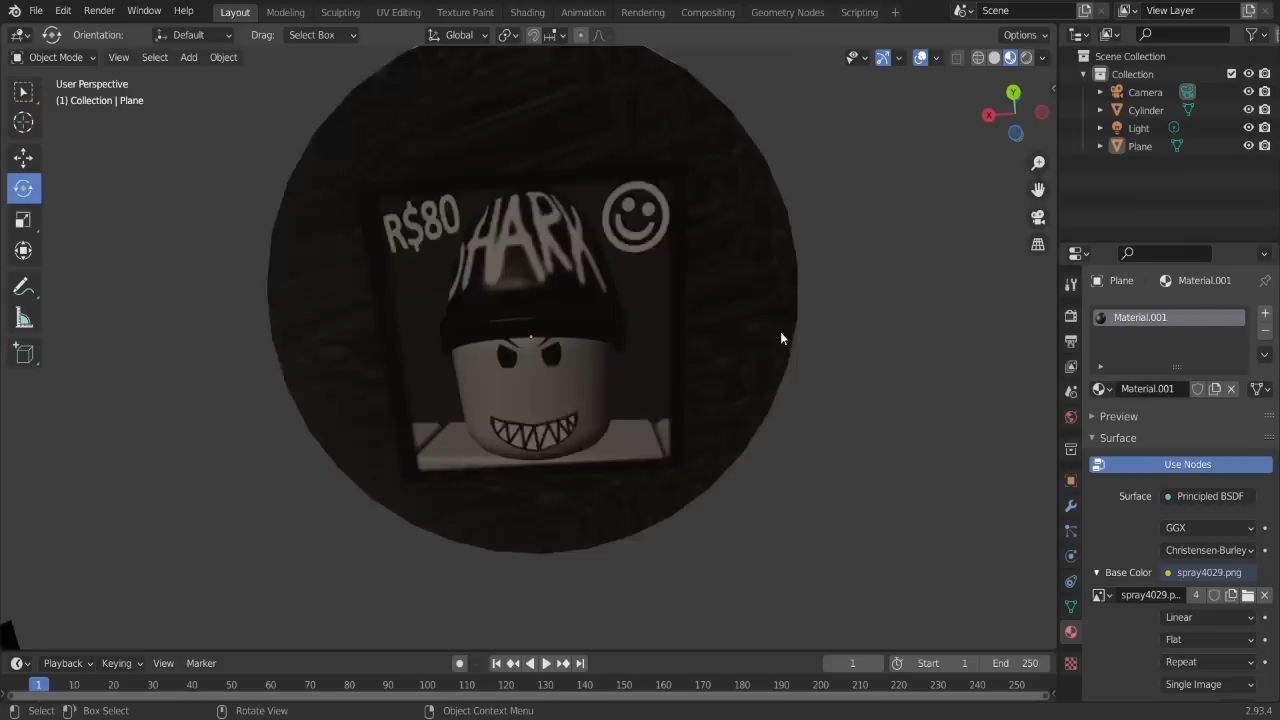 File Edit Render Window Help Layout Modeling Sculpting UV Editing Texture Paint Shading Animation Rendering Compositing Geometry Nodes Scripting + Scene View Layer
Orientation: Default Drag: Select Box Global Options
Object Mode View Select Add Object
User Perspective
(1) Collection | Plane
Scene Collection
Collection
Camera
Cylinder
Light
Plane
Y
X
R$80
Plane Material.001
Material.001
Material.001
Preview
Surface
Use Nodes
Surface Principled BSDF
GGX
Christensen-Burley
Base Color spray4029.png
spray4029.p... 4
Linear
Flat
Repeat
Single Image
Playback Keying View Marker 1 Start 1 End 250
1 10 20 30 40 50 60 70 80 90 100 110 120 130 140 150 160 170 180 190 200 210 220 230 240 250
Select Box Select Rotate View Object Context Menu 2.93.4